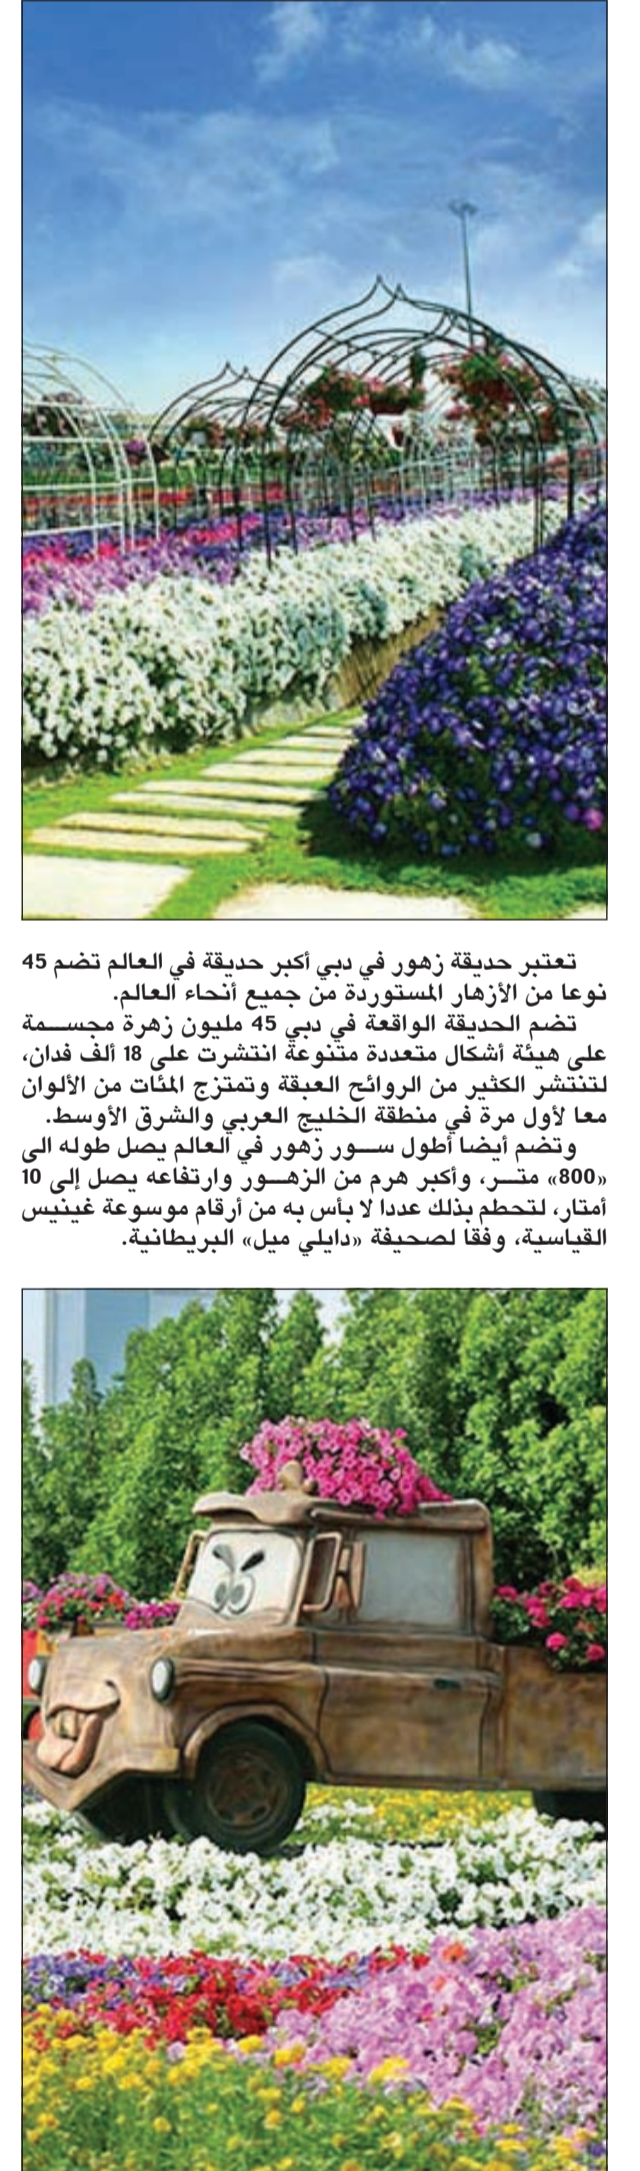 تعتبر حديقة زهور في دبي أكبر حديقة في العالم تضم 45
نوعا من الأزهار المستوردة من جميع أنحاء العالم.
تضم الحديقة الواقعة في دبي 45 مليون زهرة مجســمة
على هيئة أشكال متعددة متنوعة انتشرت على 18 ألف فدان،
لتنتشر الكثير من الروائح العبقة وتمتزج المئات من الألوان
معا لأول مرة في منطقة الخليج العربي والشرق الأوسط.
وتضم أيضا أطول ســور زهور في العالم يصل طوله الى
«800» متــر، وأكبر هرم من الزهــور وارتفاعه يصل إلى 10
أمتار، لتحطم بذلك عددا لا بأس به من أرقام موسوعة غينيس
القياسية، وفقا لصحيفة «دايلي ميل» البريطانية.